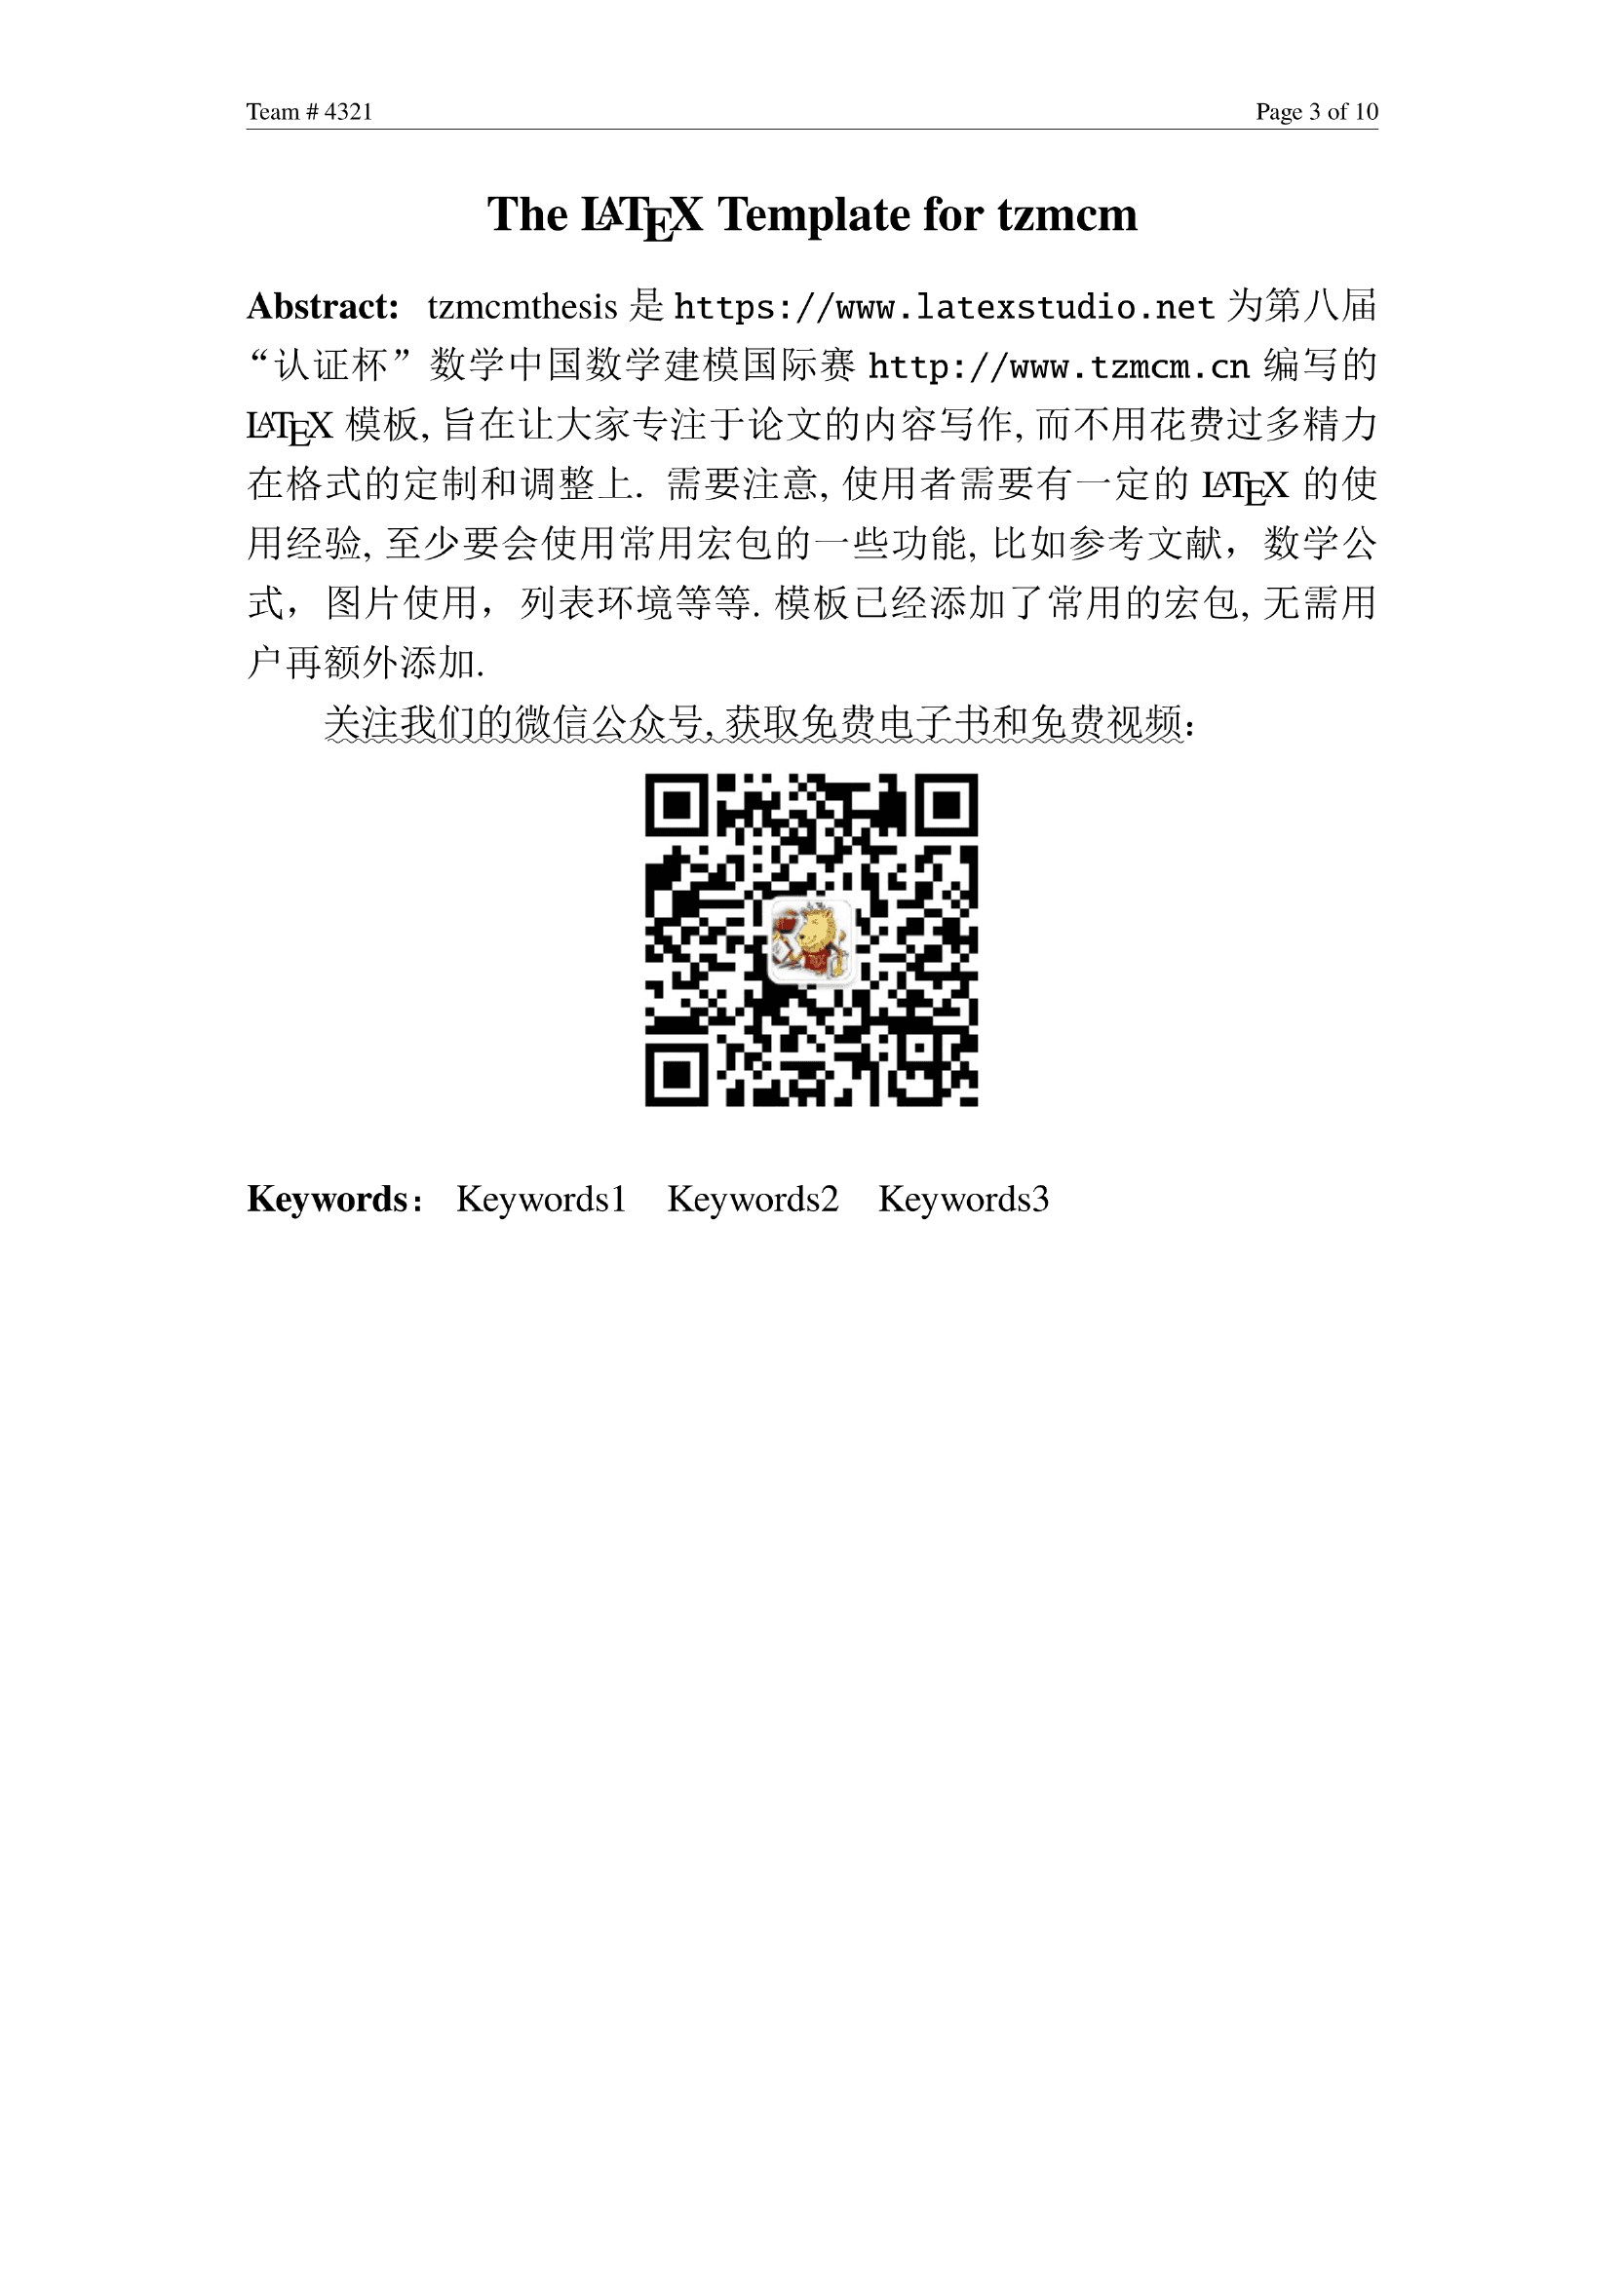 Team # 4321 Page 3 of 10
The LATEX Template for tzmcm
Abstract: tzmcmthesis 是 https://www.latexstudio.net 为第八届
“认证杯”数学中国数学建模国际赛 http://www.tzmcm.cn 编写的
LATEX 模板, 旨在让大家专注于论文的内容写作, 而不用花费过多精力
在格式的定制和调整上. 需要注意, 使用者需要有一定的 LATEX 的使
用经验, 至少要会使用常用宏包的一些功能, 比如参考文献，数学公
式，图片使用，列表环境等等. 模板已经添加了常用的宏包, 无需用
户再额外添加.
关注我们的微信公众号, 获取免费电子书和免费视频：
Keywords： Keywords1 Keywords2 Keywords3